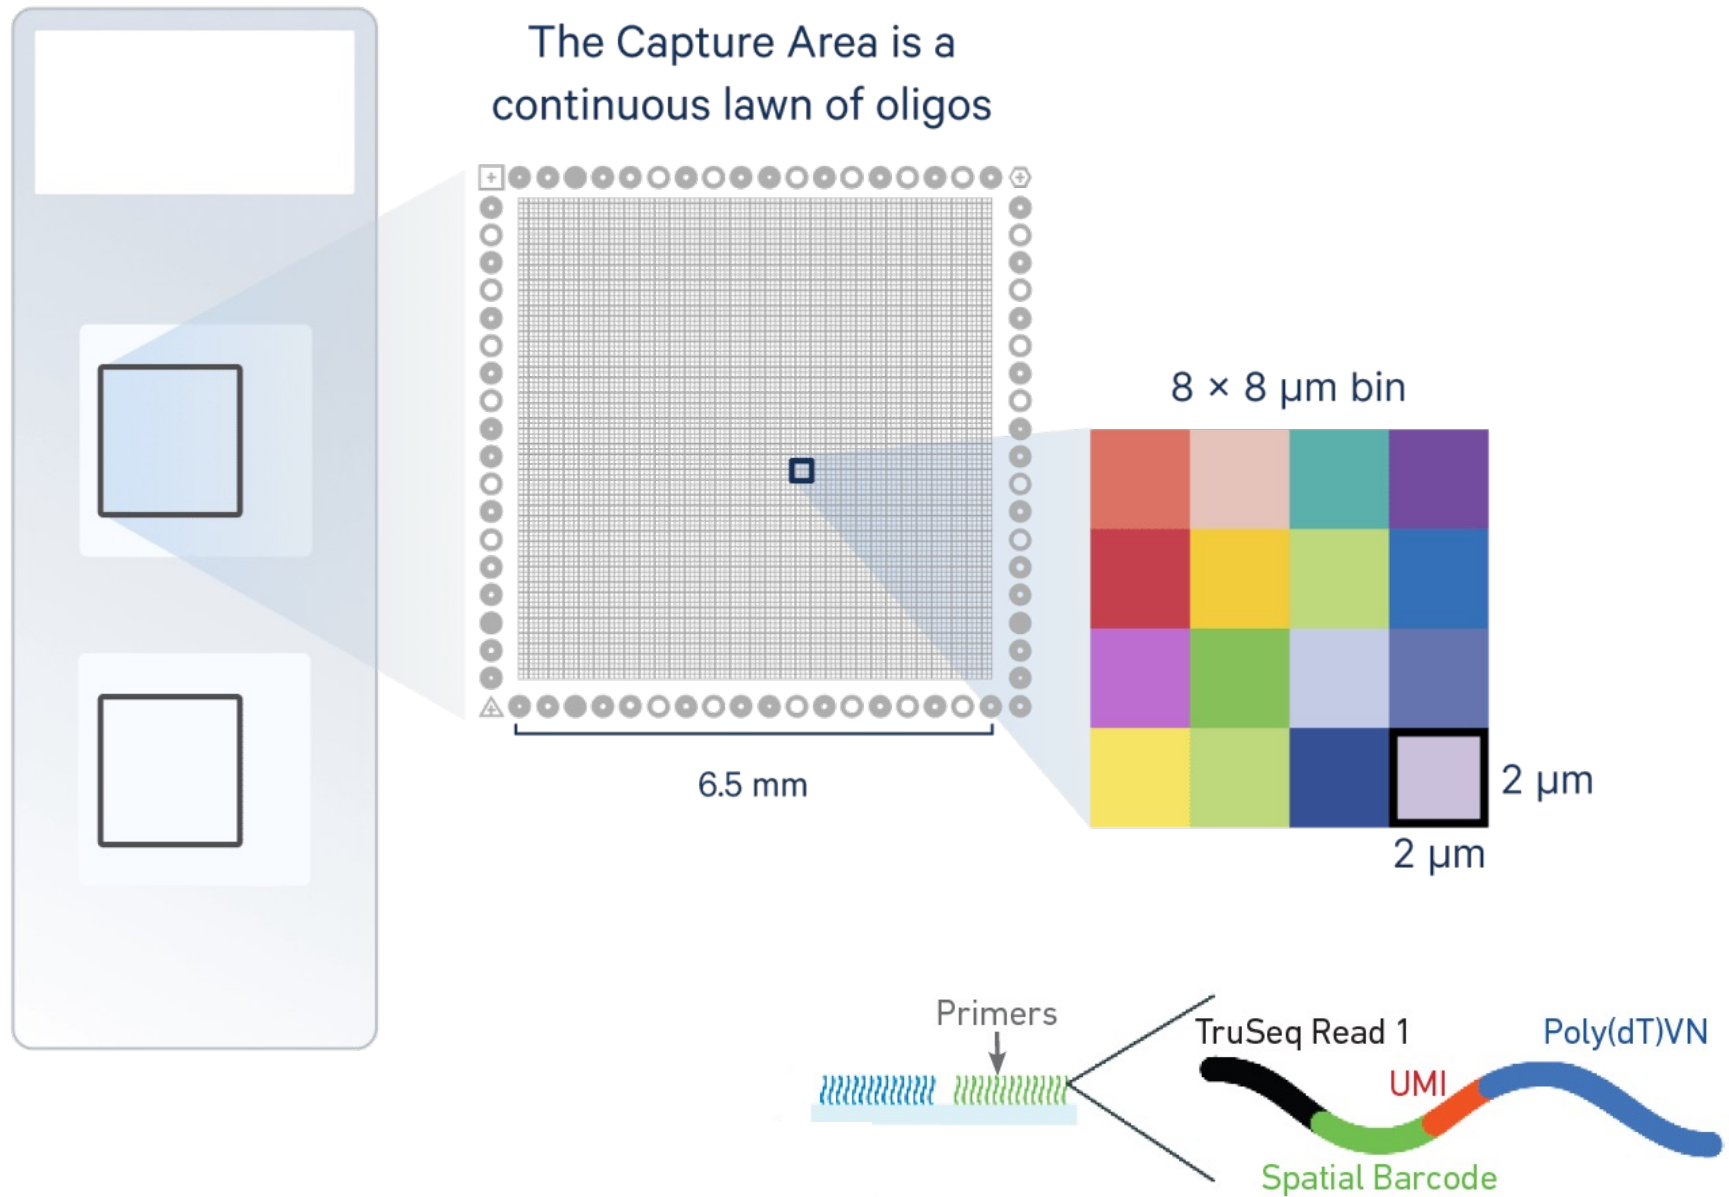 The Capture Area is a
continuous lawn of oligos
6.5 mm
8 × 8 µm bin
2 µm
2 µm
Primers
TruSeq Read 1
Poly(dT)VN
UMI
Spatial Barcode